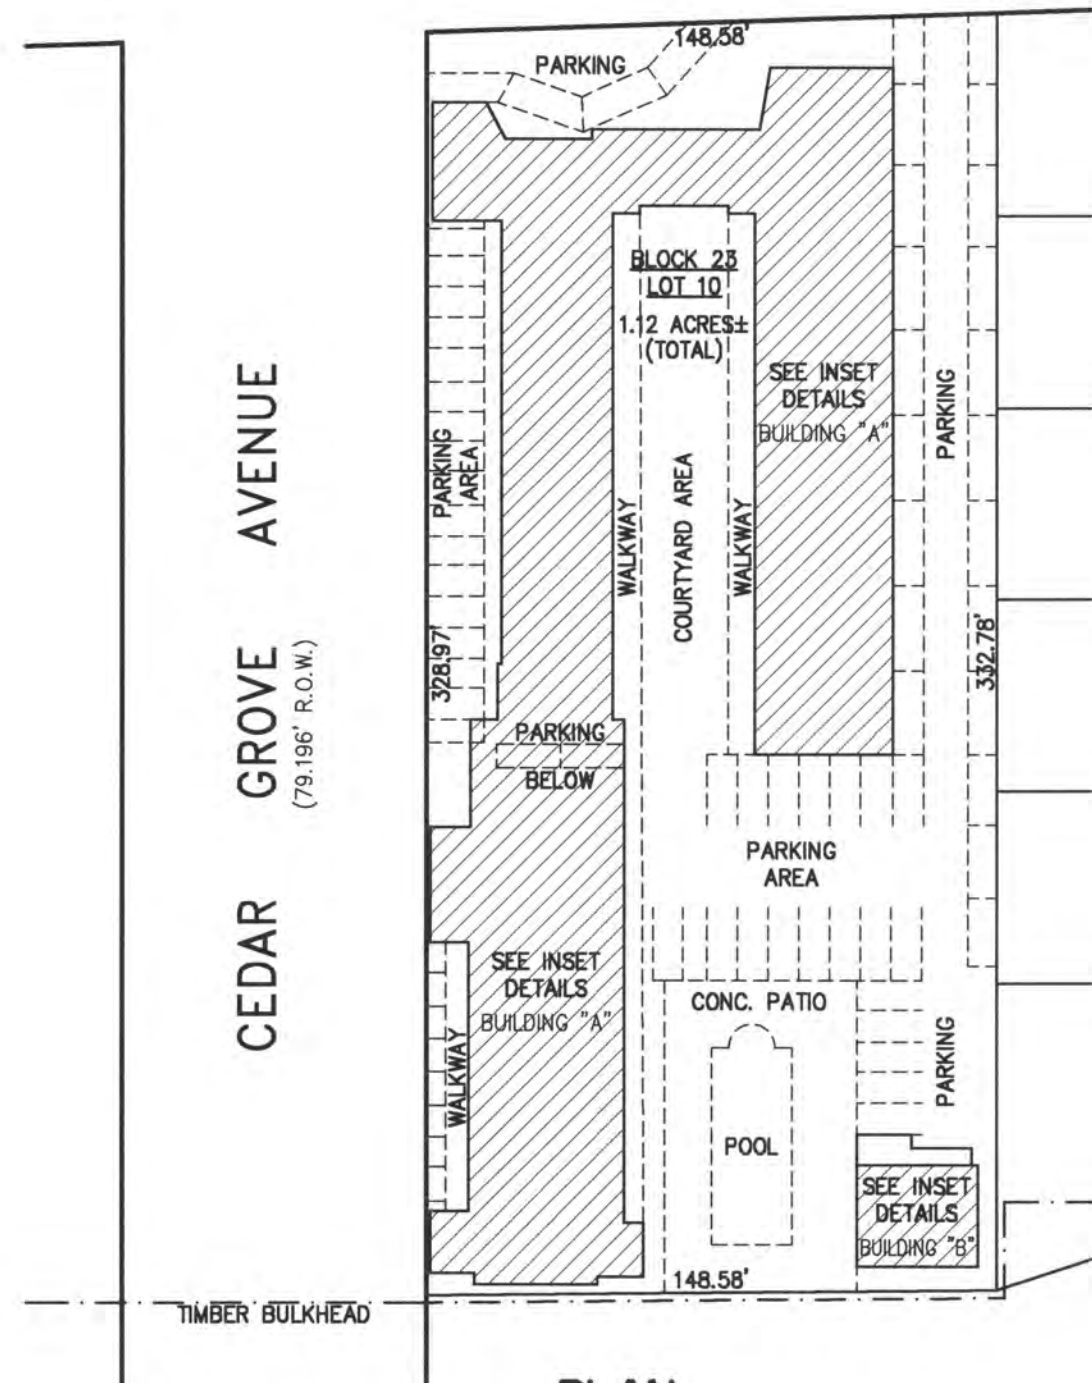 148.58'
PARKING
BLOCK 23
LOT 10
1.12 ACRES±
(TOTAL)
SEE INSET
DETAILS
BUILDING "A"
PARKING
PARKING
AREA
WALKWAY
COURTYARD AREA
WALKWAY
CEDAR GROVE AVENUE
(79.196' R.O.W.)
328.97'
332.78'
PARKING
BELOW
PARKING
AREA
SEE INSET
DETAILS
BUILDING "A"
CONC. PATIO
WALKWAY
PARKING
POOL
SEE INSET
DETAILS
BUILDING "B"
148.58'
TIMBER BULKHEAD